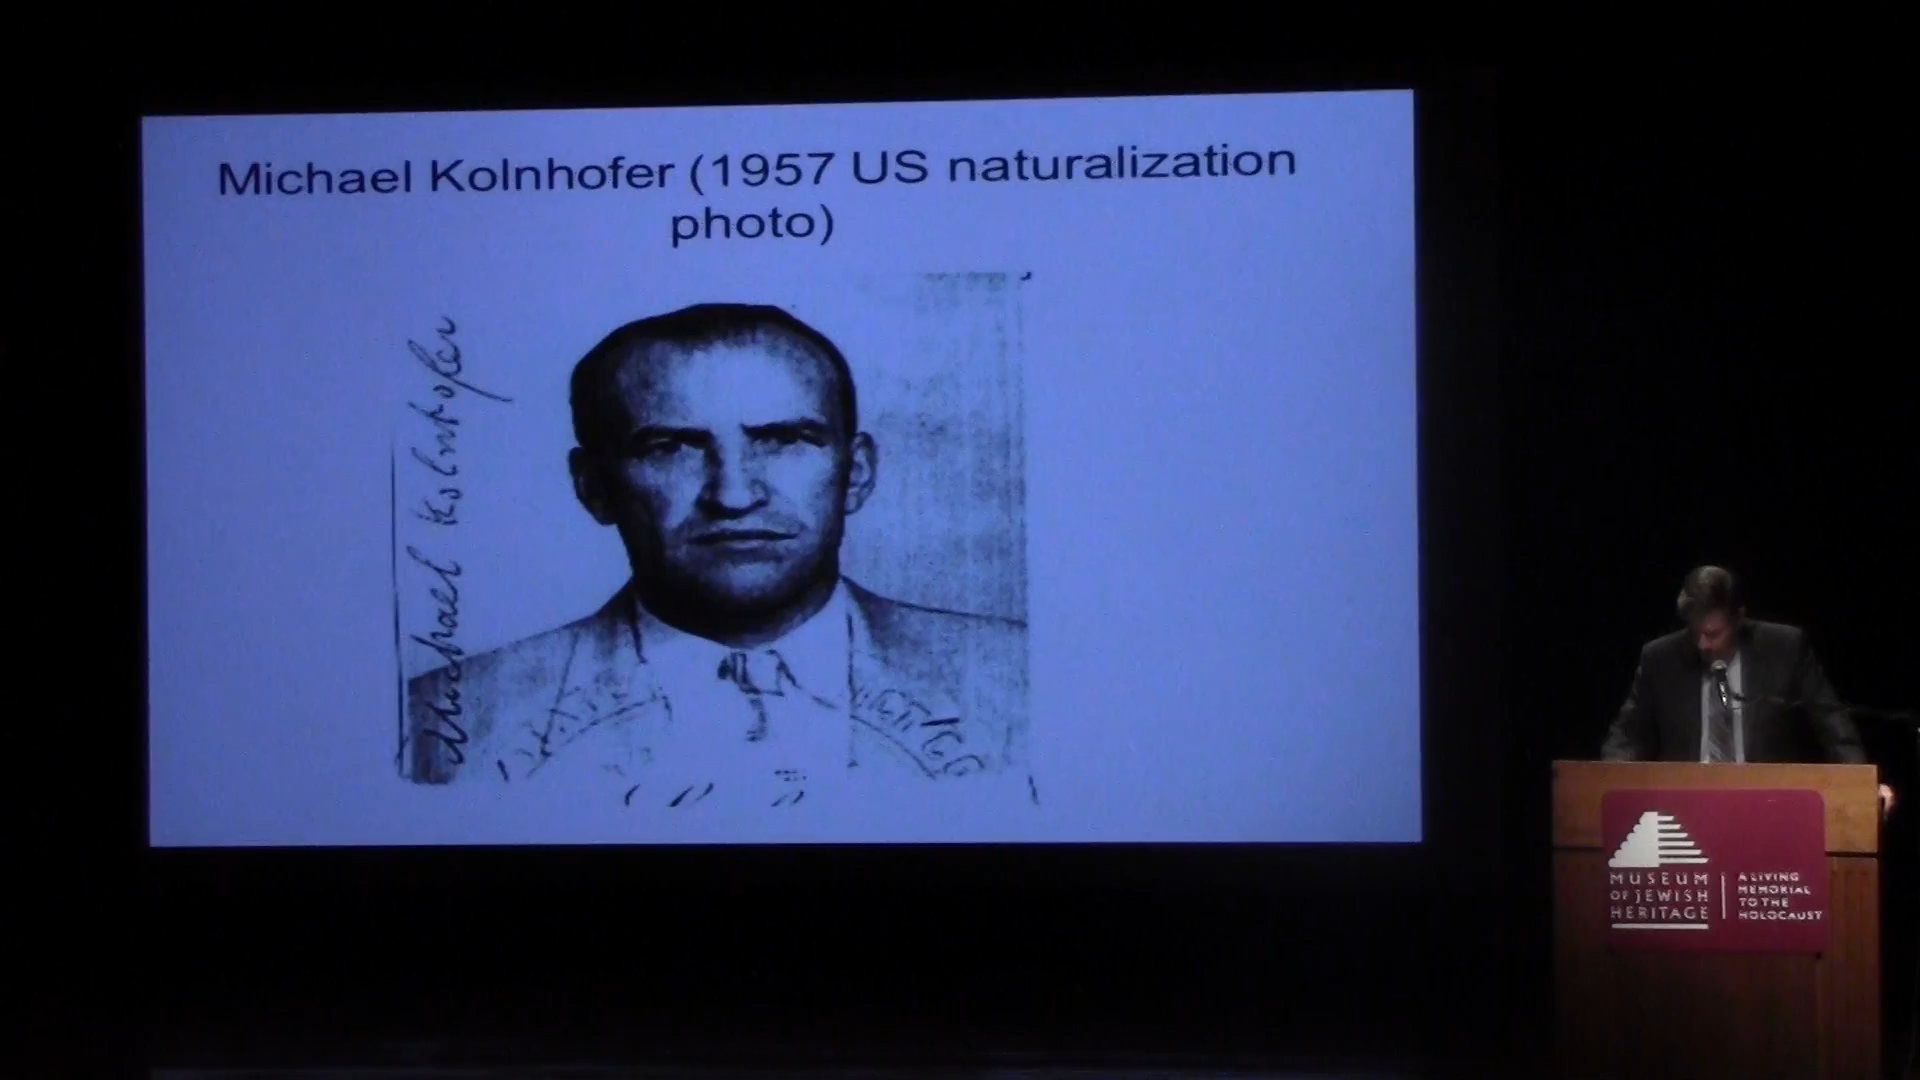 Michael Kolnhofer (1957 US naturalization
photo)
Michael Kolnhofer
MUSEUM
OF JEWISH
HERITAGE
A LIVING
MEMORIAL
TO THE
HOLOCAUST